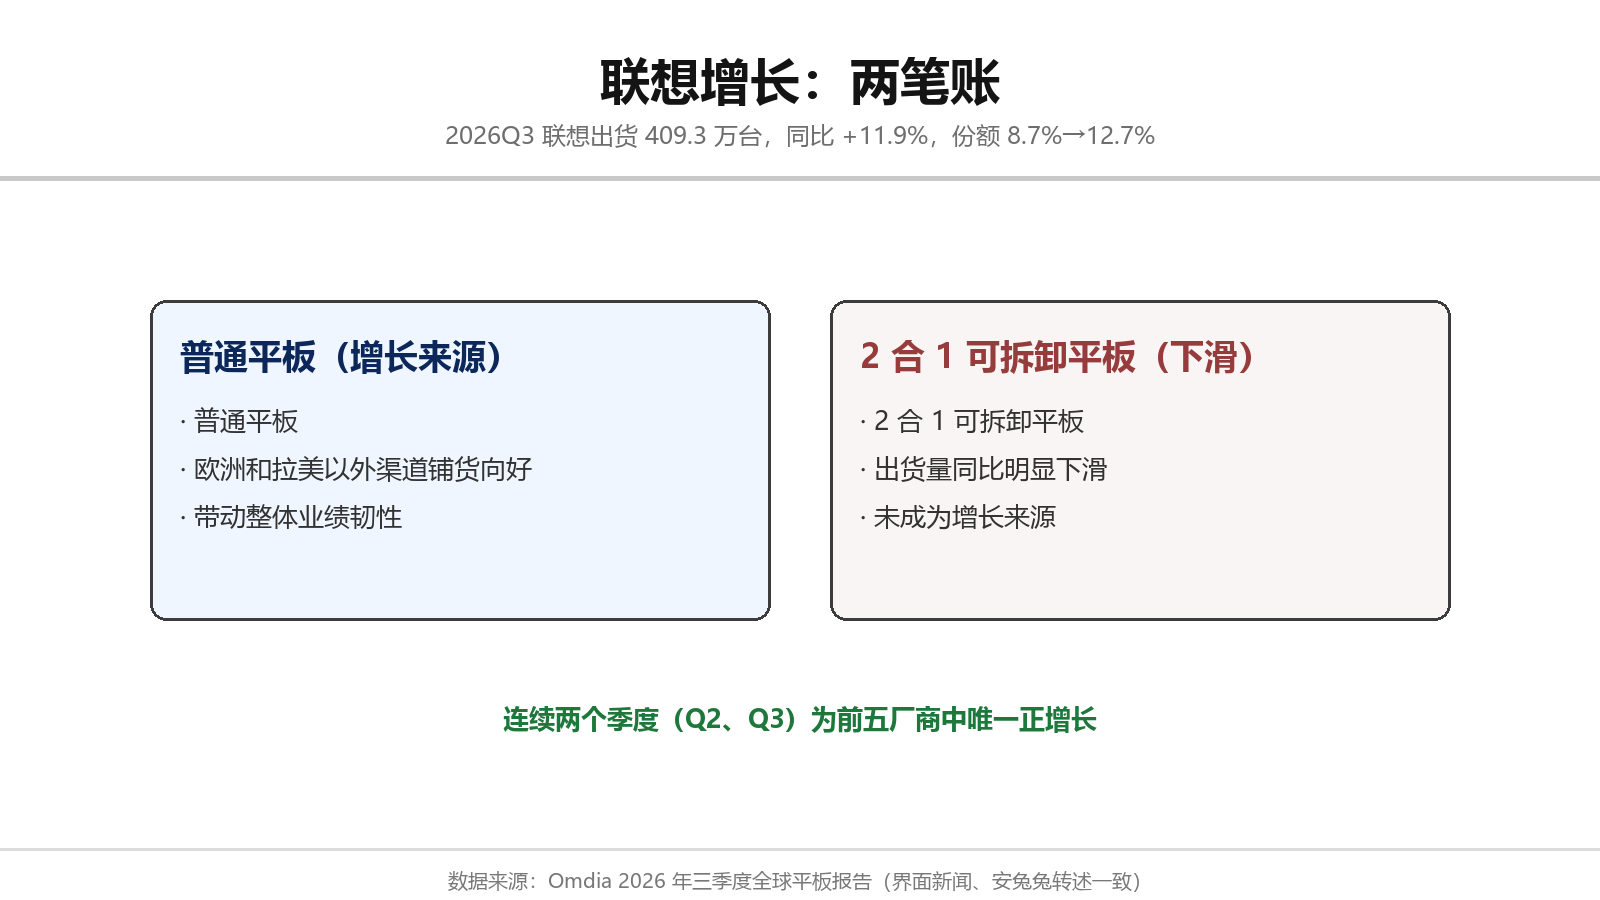 联想增长：两笔账
2026Q3 联想出货 409.3 万台，同比 +11.9%，份额 8.7%→12.7%
普通平板（增长来源）
· 普通平板
· 欧洲和拉美以外渠道铺货向好
· 带动整体业绩韧性
2 合 1 可拆卸平板（下滑）
· 2 合 1 可拆卸平板
· 出货量同比明显下滑
· 未成为增长来源
连续两个季度（Q2、Q3）为前五厂商中唯一正增长
数据来源：Omdia 2026 年三季度全球平板报告（界面新闻、安兔兔转述一致）